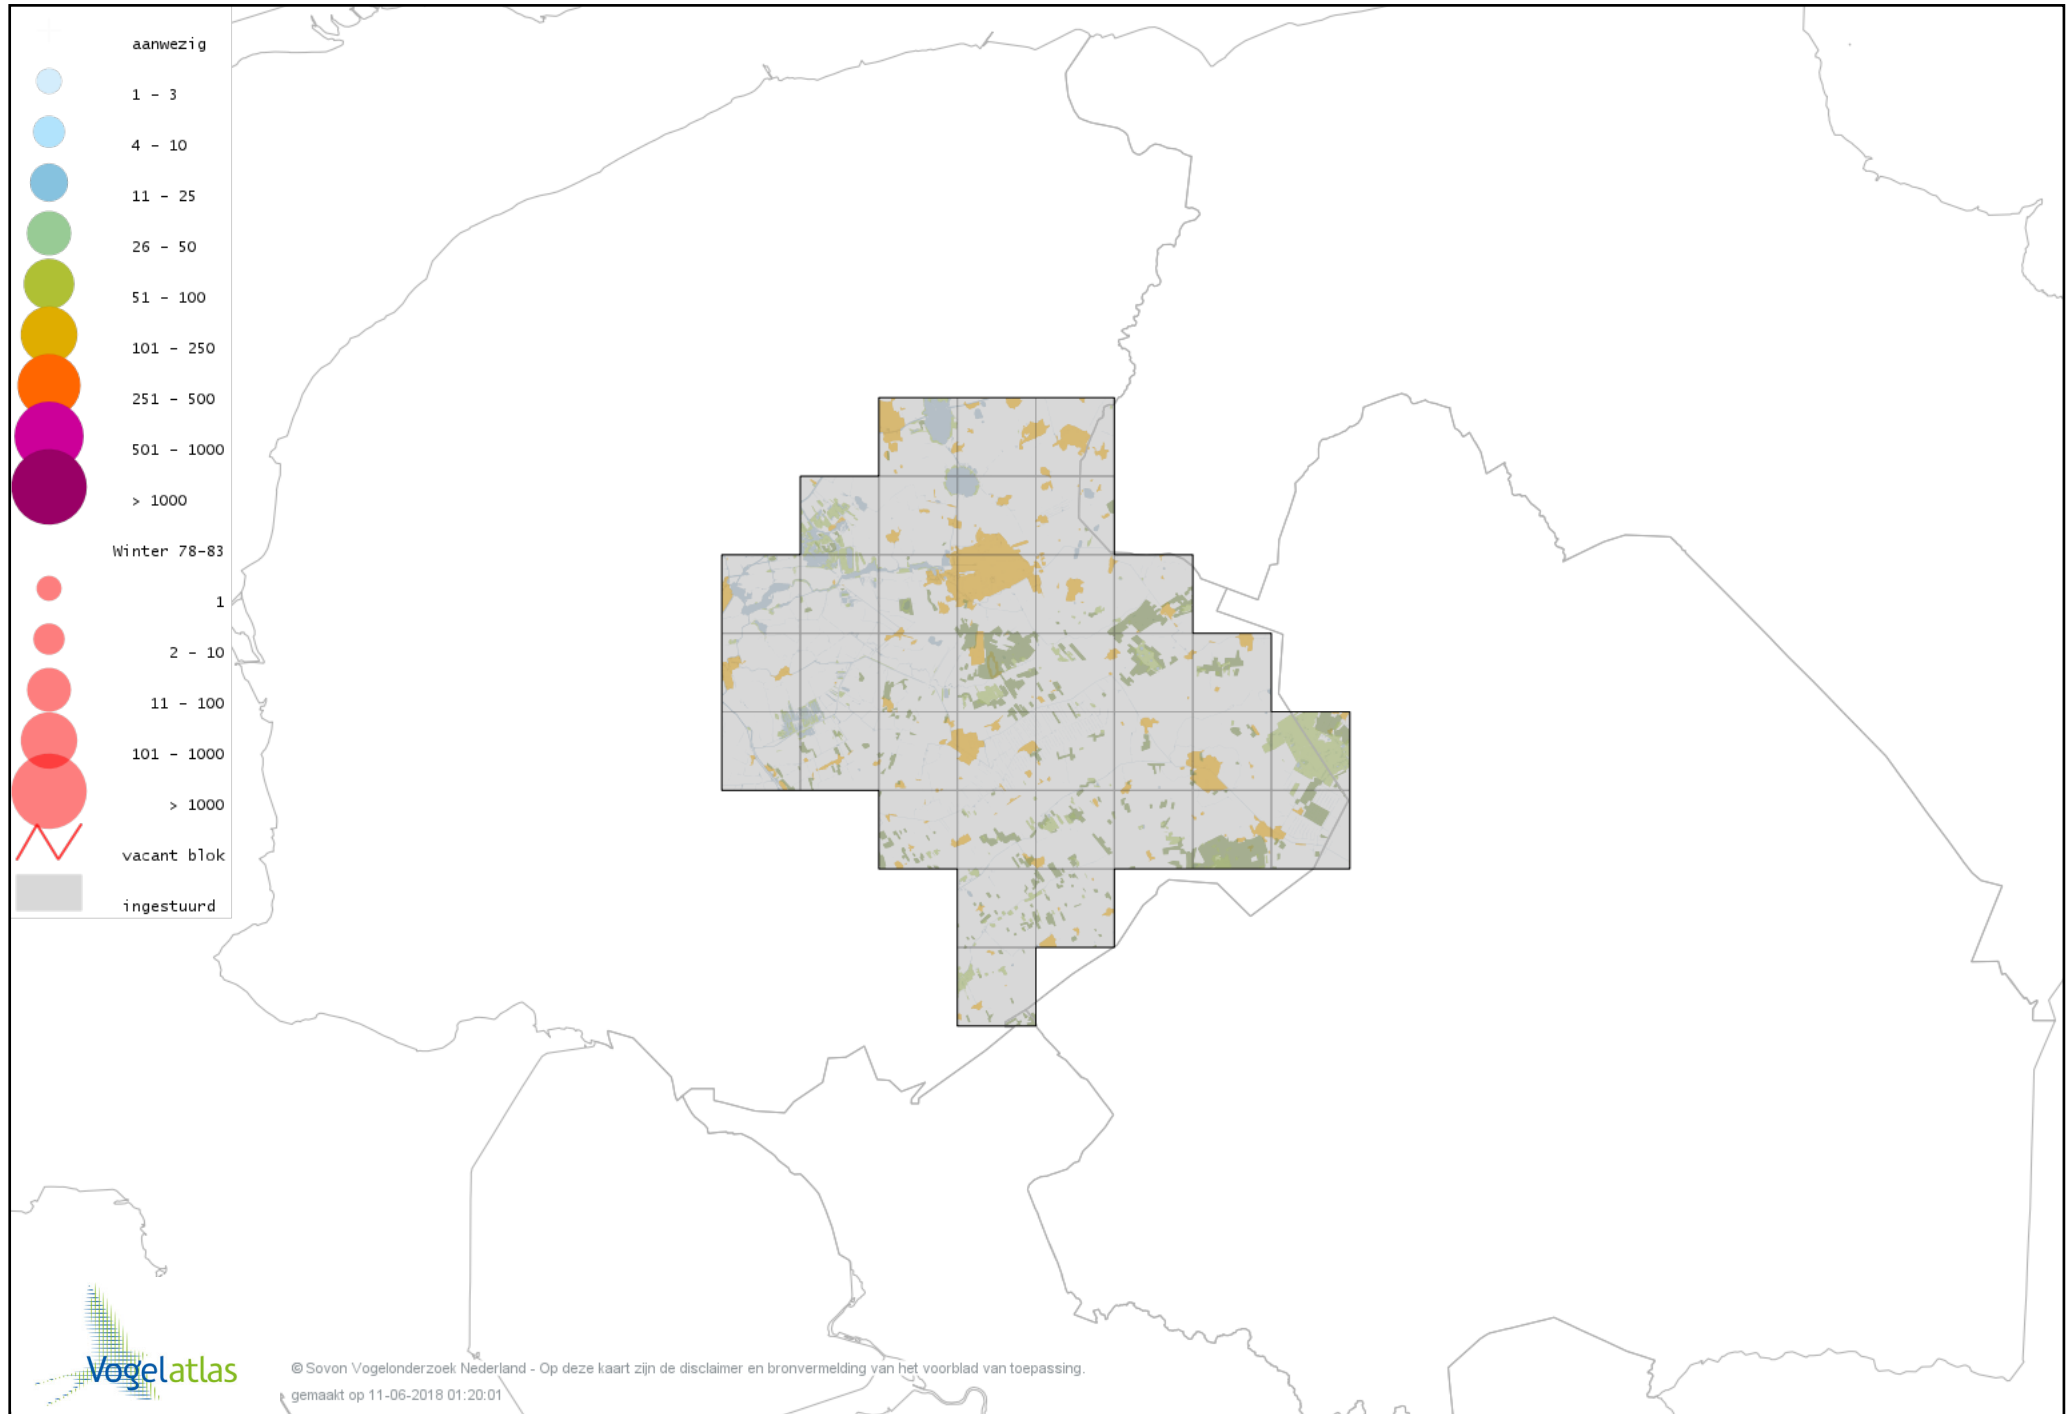 aanwezig
1 - 3
4 - 10
11 - 25
26 - 50
51 - 100
101 - 250
251 - 500
501 - 1000
> 1000
Winter 78-83
1
2 - 10
11 - 100
101 - 1000
> 1000
vacant blok
ingestuurd
Vogelatlas
© Sovon Vogelonderzoek Nederland - Op deze kaart zijn de disclaimer en bronvermelding van het voorblad van toepassing.
gemaakt op 11-06-2018 01:20:01